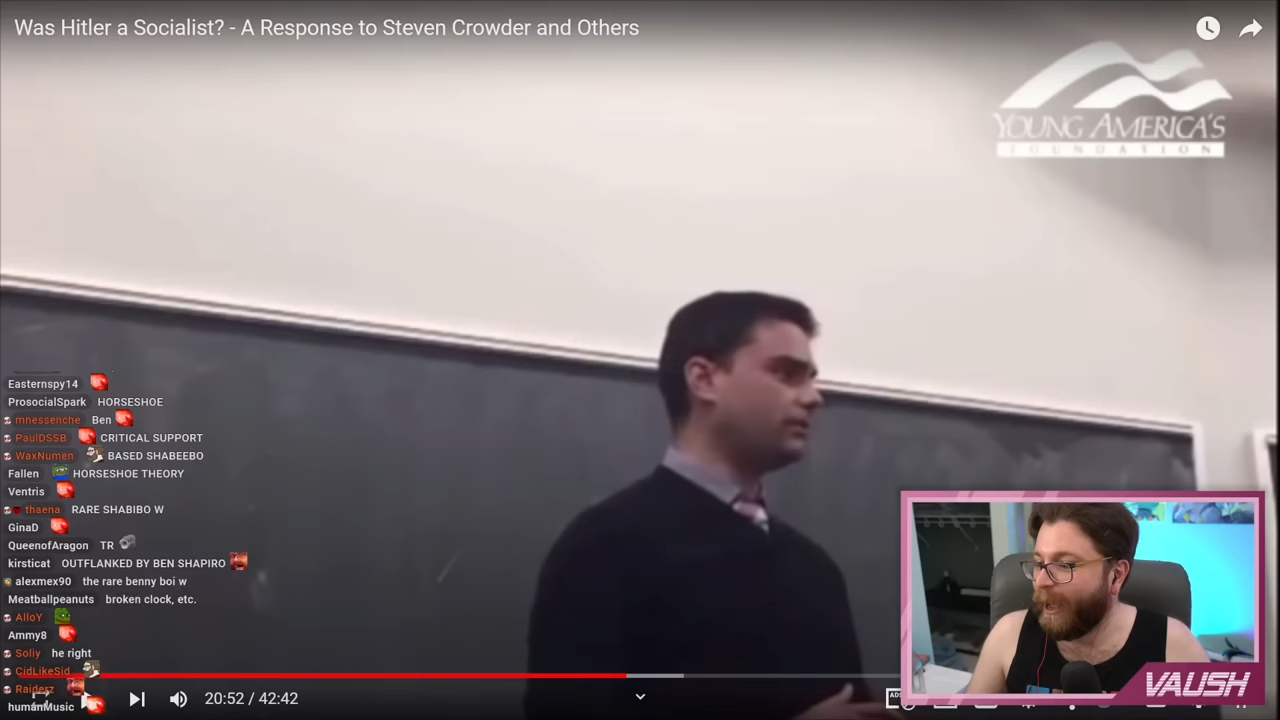 Was Hitler a Socialist? - A Response to Steven Crowder and Others
YOUNG AMERICA'S
FOUNDATION
Easternspy14
ProsocialSpark HORSESHOE
mnessenche Ben
PaulDSSB CRITICAL SUPPORT
WaxNumen BASED SHABEEBO
Fallen HORSESHOE THEORY
Ventris
thaena RARE SHABIBO W
GinaD
QueenofAragon TR
kirsticat OUTFLANKED BY BEN SHAPIRO
alexmex90 the rare benny boi w
Meatballpeanuts broken clock, etc.
AlloY
Ammy8
Soliy he right
CidLikeSid
Raiderz
humanMusic
20:52 / 42:42
VAUSH